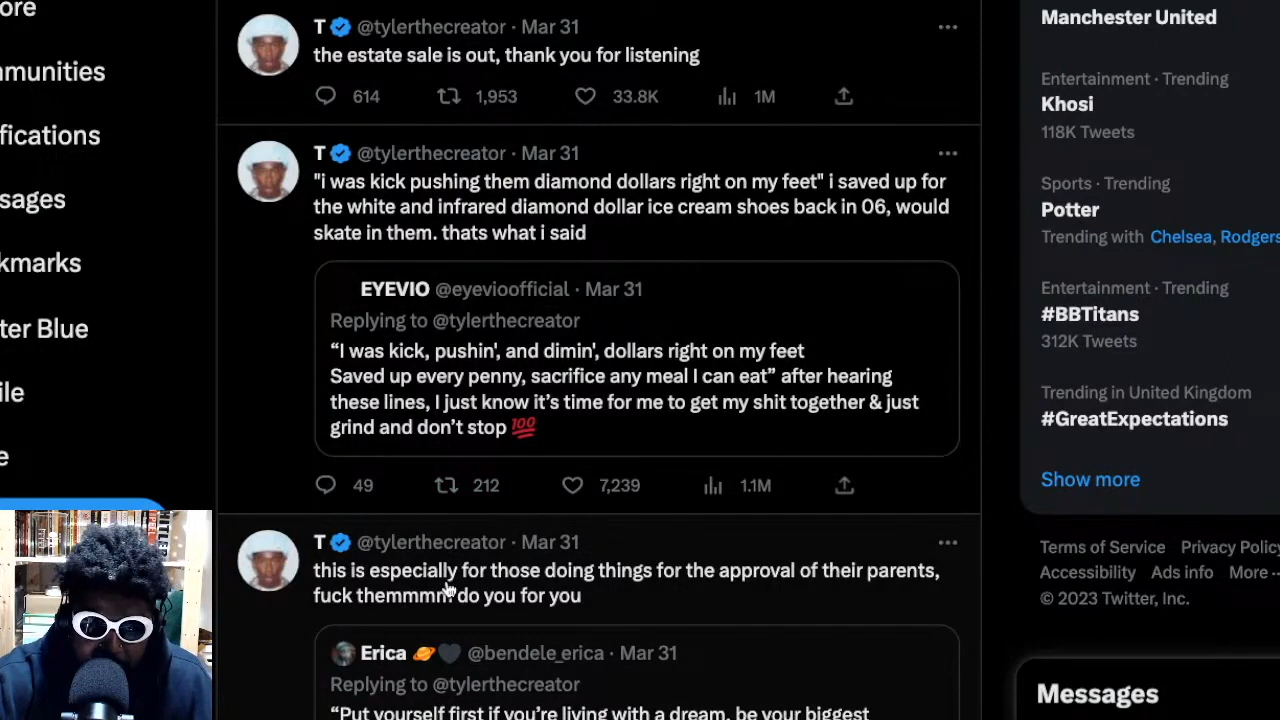 ore
mmunities
ifications
sages
kmarks
ter Blue
ile
e
T @tylerthecreator · Mar 31
the estate sale is out, thank you for listening
614 1,953 33.8K 1M
T @tylerthecreator · Mar 31
"i was kick pushing them diamond dollars right on my feet" i saved up for
the white and infrared diamond dollar ice cream shoes back in 06, would
skate in them. thats what i said
EYEVIO @eyevioofficial · Mar 31
Replying to @tylerthecreator
“I was kick, pushin', and dimin', dollars right on my feet
Saved up every penny, sacrifice any meal I can eat” after hearing
these lines, I just know it’s time for me to get my shit together & just
grind and don’t stop 💯
49 212 7,239 1.1M
T @tylerthecreator · Mar 31
this is especially for those doing things for the approval of their parents,
fuck themmmm! do you for you
Erica 🪐🖤 @bendele_erica · Mar 31
Replying to @tylerthecreator
“Put yourself first if you’re living with a dream, be your biggest
Manchester United
Entertainment · Trending
Khosi
118K Tweets
Sports · Trending
Potter
Trending with Chelsea, Rodgers
Entertainment · Trending
#BBTitans
312K Tweets
Trending in United Kingdom
#GreatExpectations
Show more
Terms of Service Privacy Policy
Accessibility Ads info More ···
© 2023 Twitter, Inc.
Messages